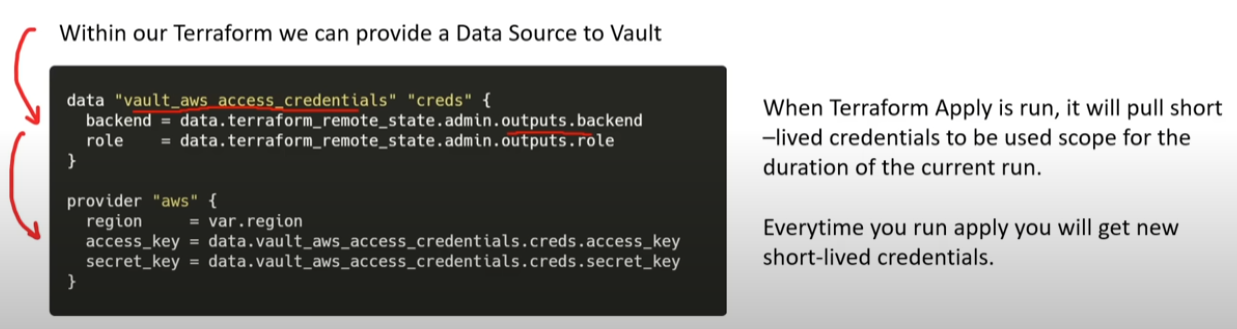 Within our Terraform we can provide a Data Source to Vault
data "vault_aws_access_credentials" "creds" {
  backend = data.terraform_remote_state.admin.outputs.backend
  role    = data.terraform_remote_state.admin.outputs.role
}
provider "aws" {
  region     = var.region
  access_key = data.vault_aws_access_credentials.creds.access_key
  secret_key = data.vault_aws_access_credentials.creds.secret_key
}
When Terraform Apply is run, it will pull short
–lived credentials to be used scope for the
duration of the current run.
Everytime you run apply you will get new
short-lived credentials.